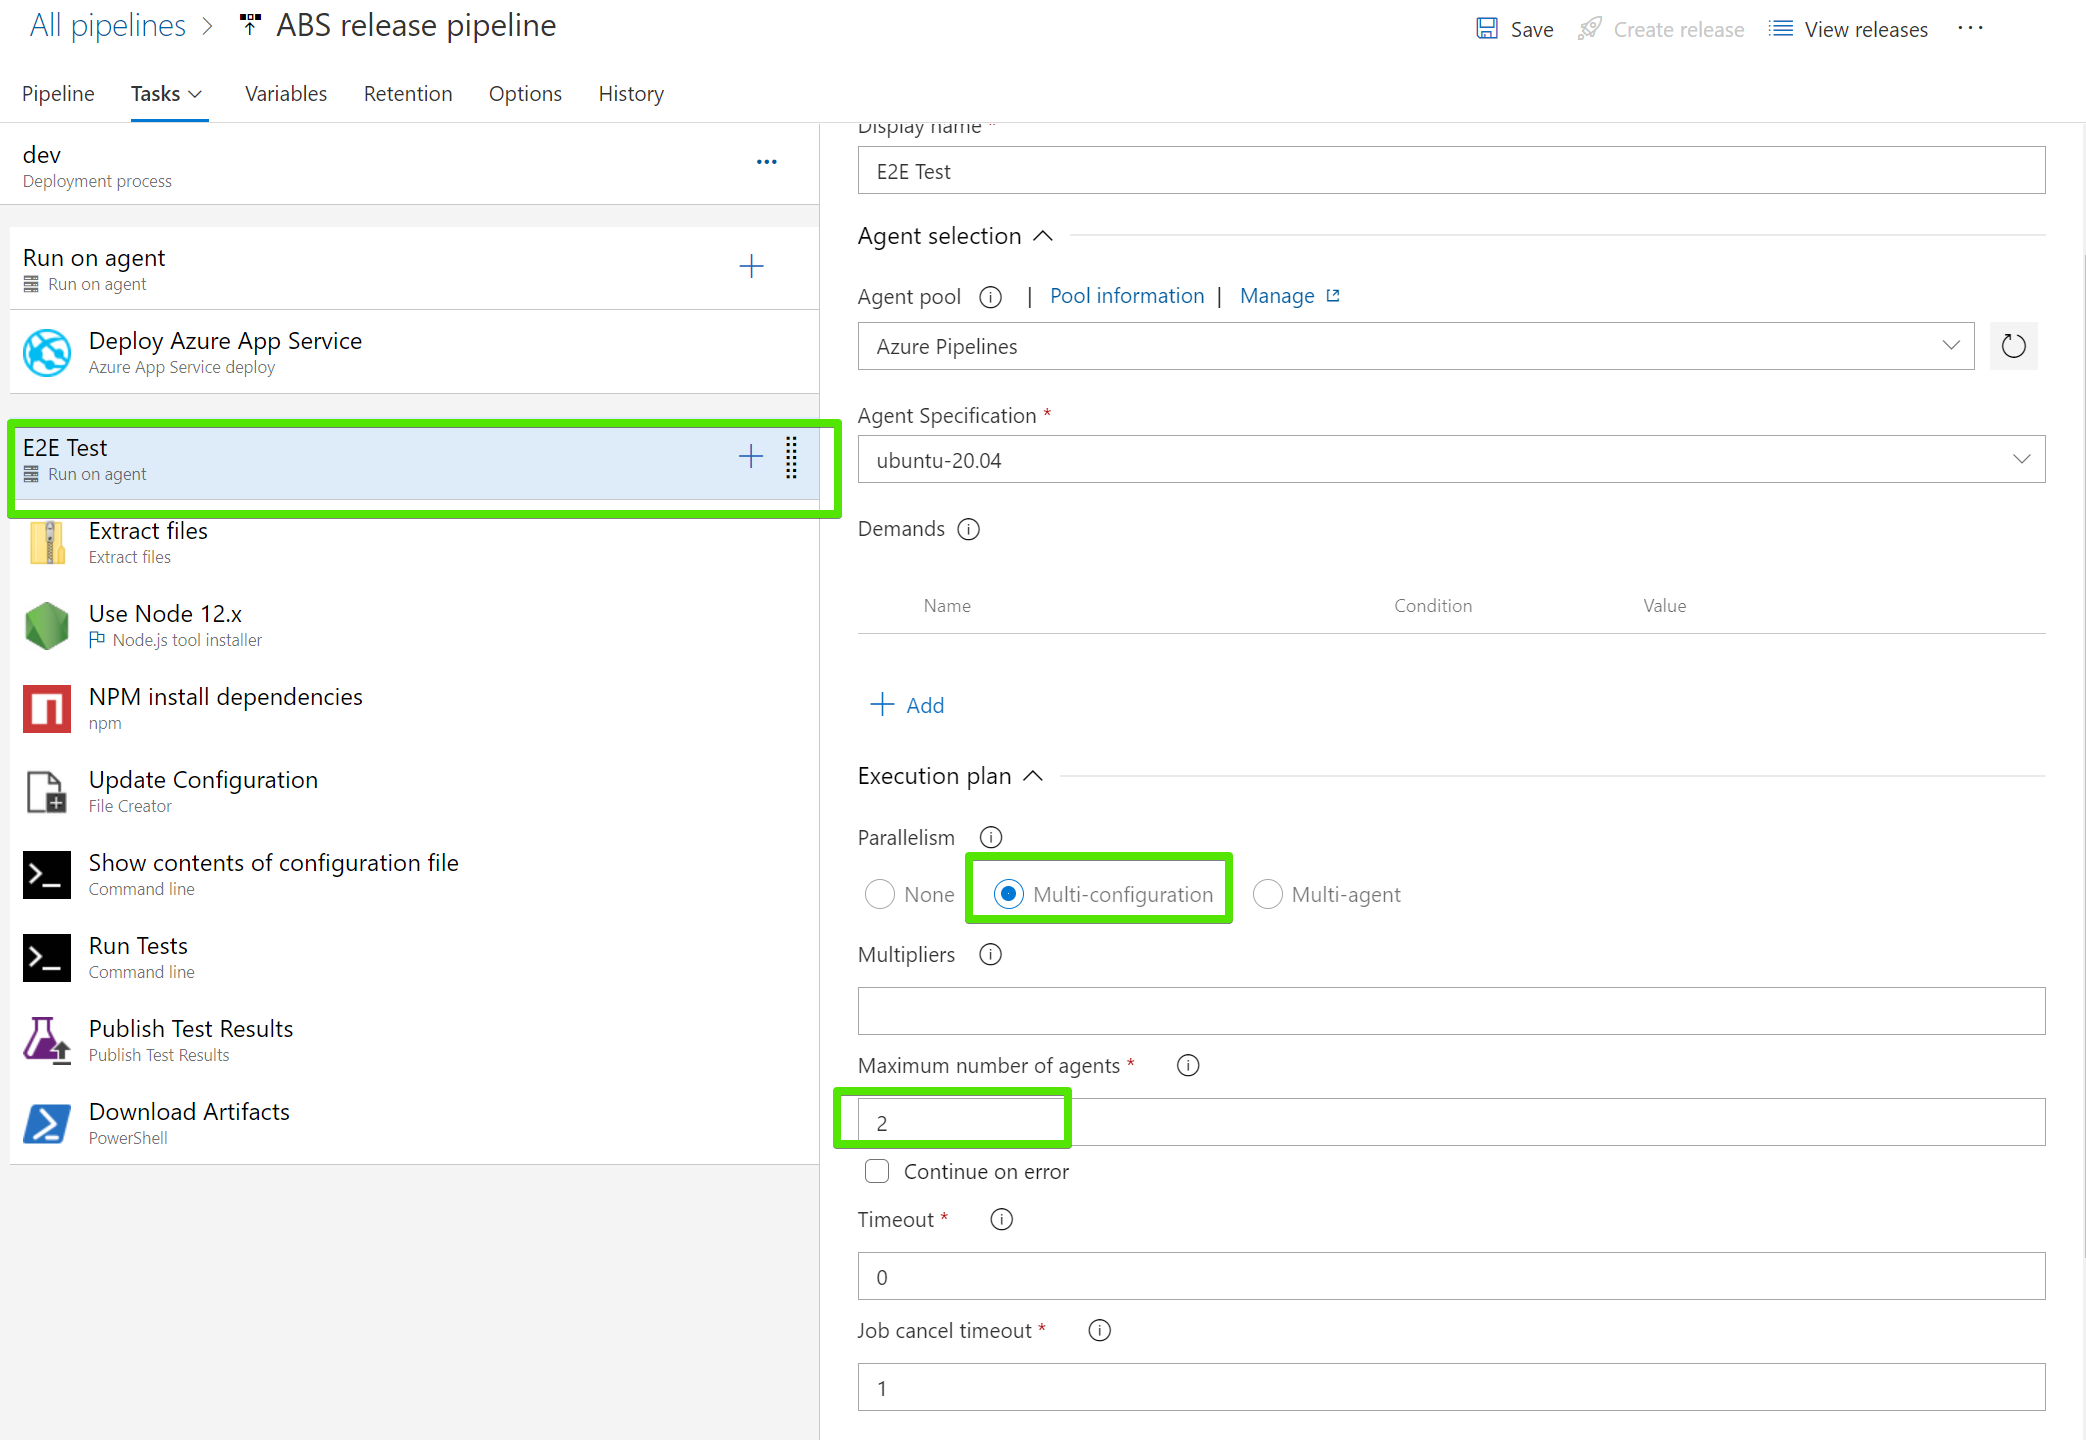 All pipelines > ABS release pipeline
Save Create release View releases ...
Pipeline Tasks Variables Retention Options History
dev
Deployment process
Run on agent
Run on agent
Deploy Azure App Service
Azure App Service deploy
E2E Test
Run on agent
Extract files
Extract files
Use Node 12.x
Node.js tool installer
NPM install dependencies
npm
Update Configuration
File Creator
Show contents of configuration file
Command line
Run Tests
Command line
Publish Test Results
Publish Test Results
Download Artifacts
PowerShell
Display name *
E2E Test
Agent selection
Agent pool | Pool information | Manage
Azure Pipelines
Agent Specification *
ubuntu-20.04
Demands
Name Condition Value
+ Add
Execution plan
Parallelism
None Multi-configuration Multi-agent
Multipliers
Maximum number of agents *
2
Continue on error
Timeout *
0
Job cancel timeout *
1